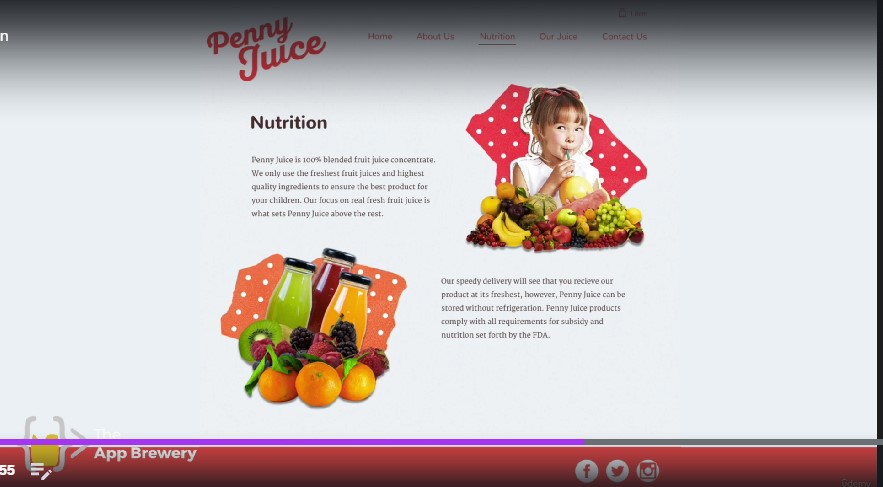 n
Penny
Juice
Home
About Us
Nutrition
Our Juice
Contact Us
Nutrition
Penny Juice is 100% blended fruit juice concentrate.
We only use the freshest fruit juices and highest
quality ingredients to ensure the best product for
your children. Our focus on real fresh fruit juice is
what sets Penny Juice above the rest.
Our speedy delivery will see that you recieve our
product at its freshest, however, Penny Juice can be
stored without refrigeration. Penny Juice products
comply with all requirements for subsidy and
nutrition set forth by the FDA.
The
App Brewery
55
Udemy